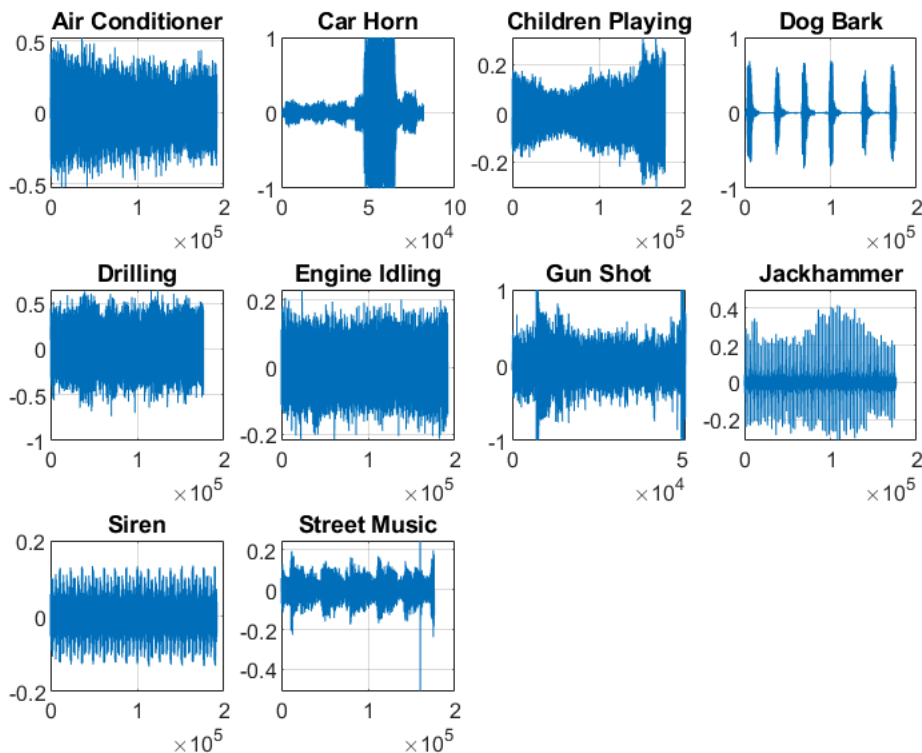 Air Conditioner
0.5
0
-0.5
0 1 2
×10^5
Car Horn
1
0
-1
0 5 10
×10^4
Children Playing
0.2
0
-0.2
0 1 2
×10^5
Dog Bark
1
0
-1
0 1 2
×10^5
Drilling
0.5
0
-0.5
-1
0 1 2
×10^5
Engine Idling
0.2
0
-0.2
0 1 2
×10^5
Gun Shot
1
0
-1
0 5
×10^4
Jackhammer
0.4
0.2
0
-0.2
0 1 2
×10^5
Siren
0.2
0
-0.2
0 1 2
×10^5
Street Music
0.2
0
-0.2
-0.4
0 1 2
×10^5